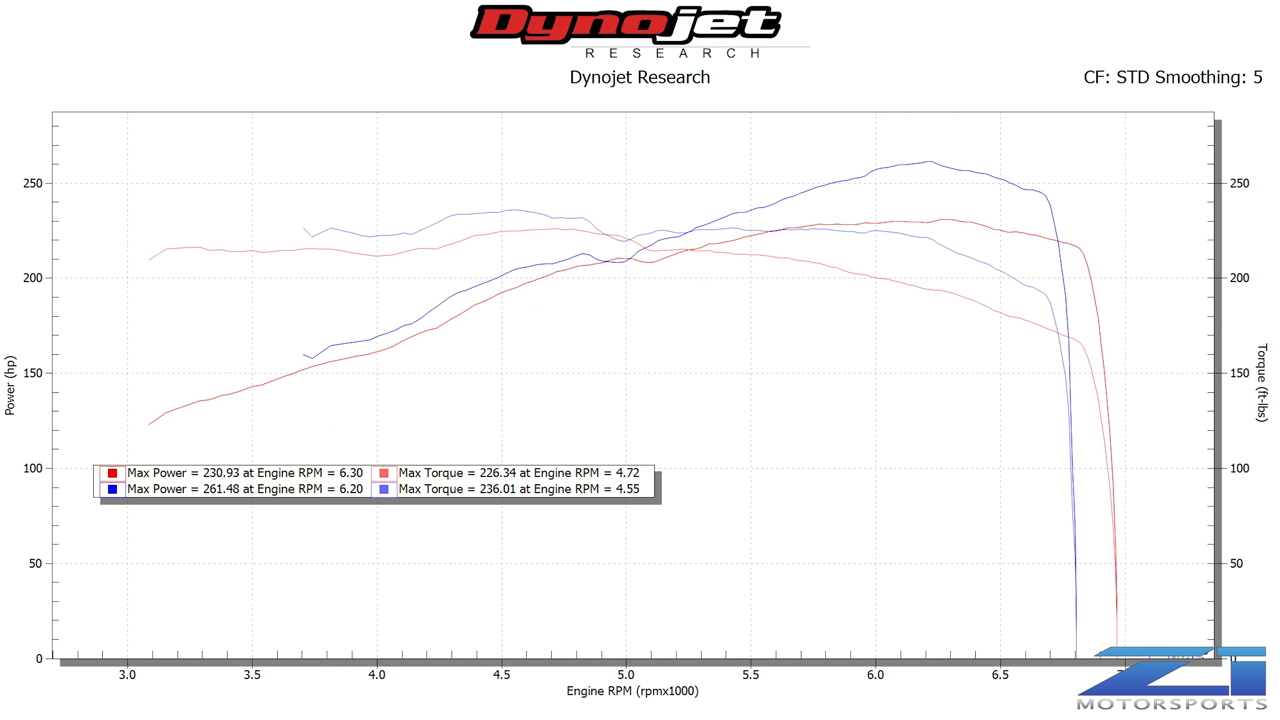 Dynojet
RESEARCH
Dynojet Research
CF: STD Smoothing: 5
250
200
150
100
50
0
Power (hp)
250
200
150
100
50
0
Torque (ft-lbs)
Max Power = 230.93 at Engine RPM = 6.30 Max Torque = 226.34 at Engine RPM = 4.72
Max Power = 261.48 at Engine RPM = 6.20 Max Torque = 236.01 at Engine RPM = 4.55
3.0 3.5 4.0 4.5 5.0 5.5 6.0 6.5
Engine RPM (rpmx1000)
Z1
MOTORSPORTS